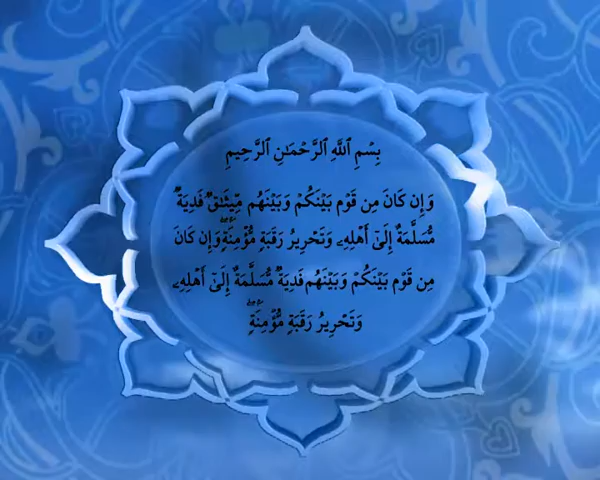 بِسْمِ ٱللَّهِ ٱلرَّحْمَـٰنِ ٱلرَّحِيمِ
وَإِن كَانَ مِن قَوْمٍۭ بَيْنَكُمْ وَبَيْنَهُم مِّيثَـٰقٌ فَدِيَةٌ
مُّسَلَّمَةٌ إِلَىٰٓ أَهْلِهِۦ وَتَحْرِيرُ رَقَبَةٍ مُّؤْمِنَةٍ ۖ وَإِن كَانَ
مِن قَوْمٍۭ بَيْنَكُمْ وَبَيْنَهُم فَدِيَةٌ مُّسَلَّمَةٌ إِلَىٰٓ أَهْلِهِۦ
وَتَحْرِيرُ رَقَبَةٍ مُّؤْمِنَةٍ ۖ